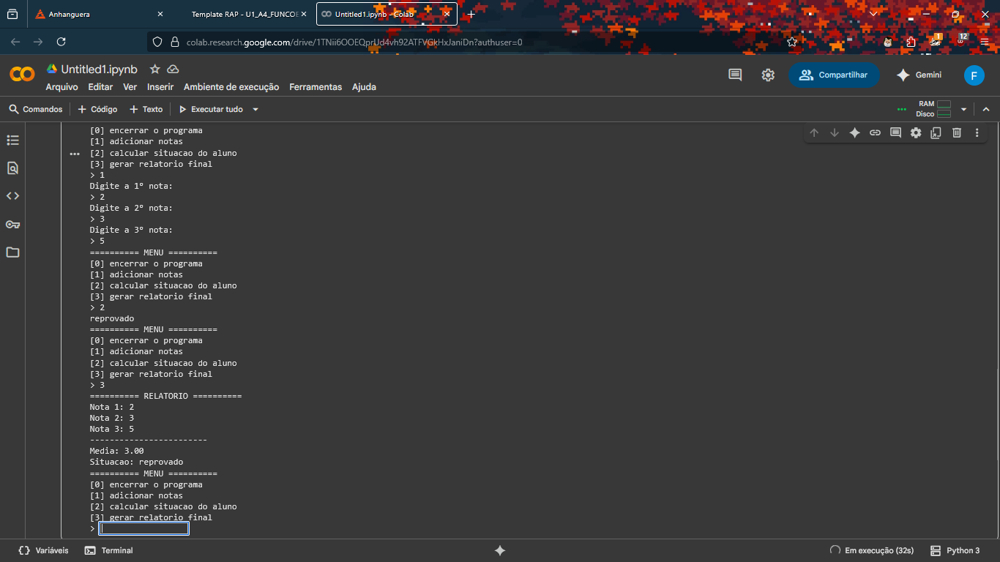 Anhanguera
Template RAP - U1_A4_FUNCOE
Untitled1.ipynb - Colab
colab.research.google.com/drive/1TNii6OOEQprUd4vh92ATFVGkHxJaniDn?authuser=0
1
12
Untitled1.ipynb
Arquivo Editar Ver Inserir Ambiente de execução Ferramentas Ajuda
Compartilhar
Gemini
F
Comandos + Código + Texto Executar tudo
RAM
Disco
[0] encerrar o programa
[1] adicionar notas
[2] calcular situacao do aluno
[3] gerar relatorio final
> 1
Digite a 1º nota:
> 2
Digite a 2º nota:
> 3
Digite a 3º nota:
> 5
========== MENU ==========
[0] encerrar o programa
[1] adicionar notas
[2] calcular situacao do aluno
[3] gerar relatorio final
> 2
reprovado
========== MENU ==========
[0] encerrar o programa
[1] adicionar notas
[2] calcular situacao do aluno
[3] gerar relatorio final
> 3
========== RELATORIO ==========
Nota 1: 2
Nota 2: 3
Nota 3: 5
------------------------
Media: 3.00
Situacao: reprovado
========== MENU ==========
[0] encerrar o programa
[1] adicionar notas
[2] calcular situacao do aluno
[3] gerar relatorio final
>
Variáveis Terminal
Em execução (32s) Python 3